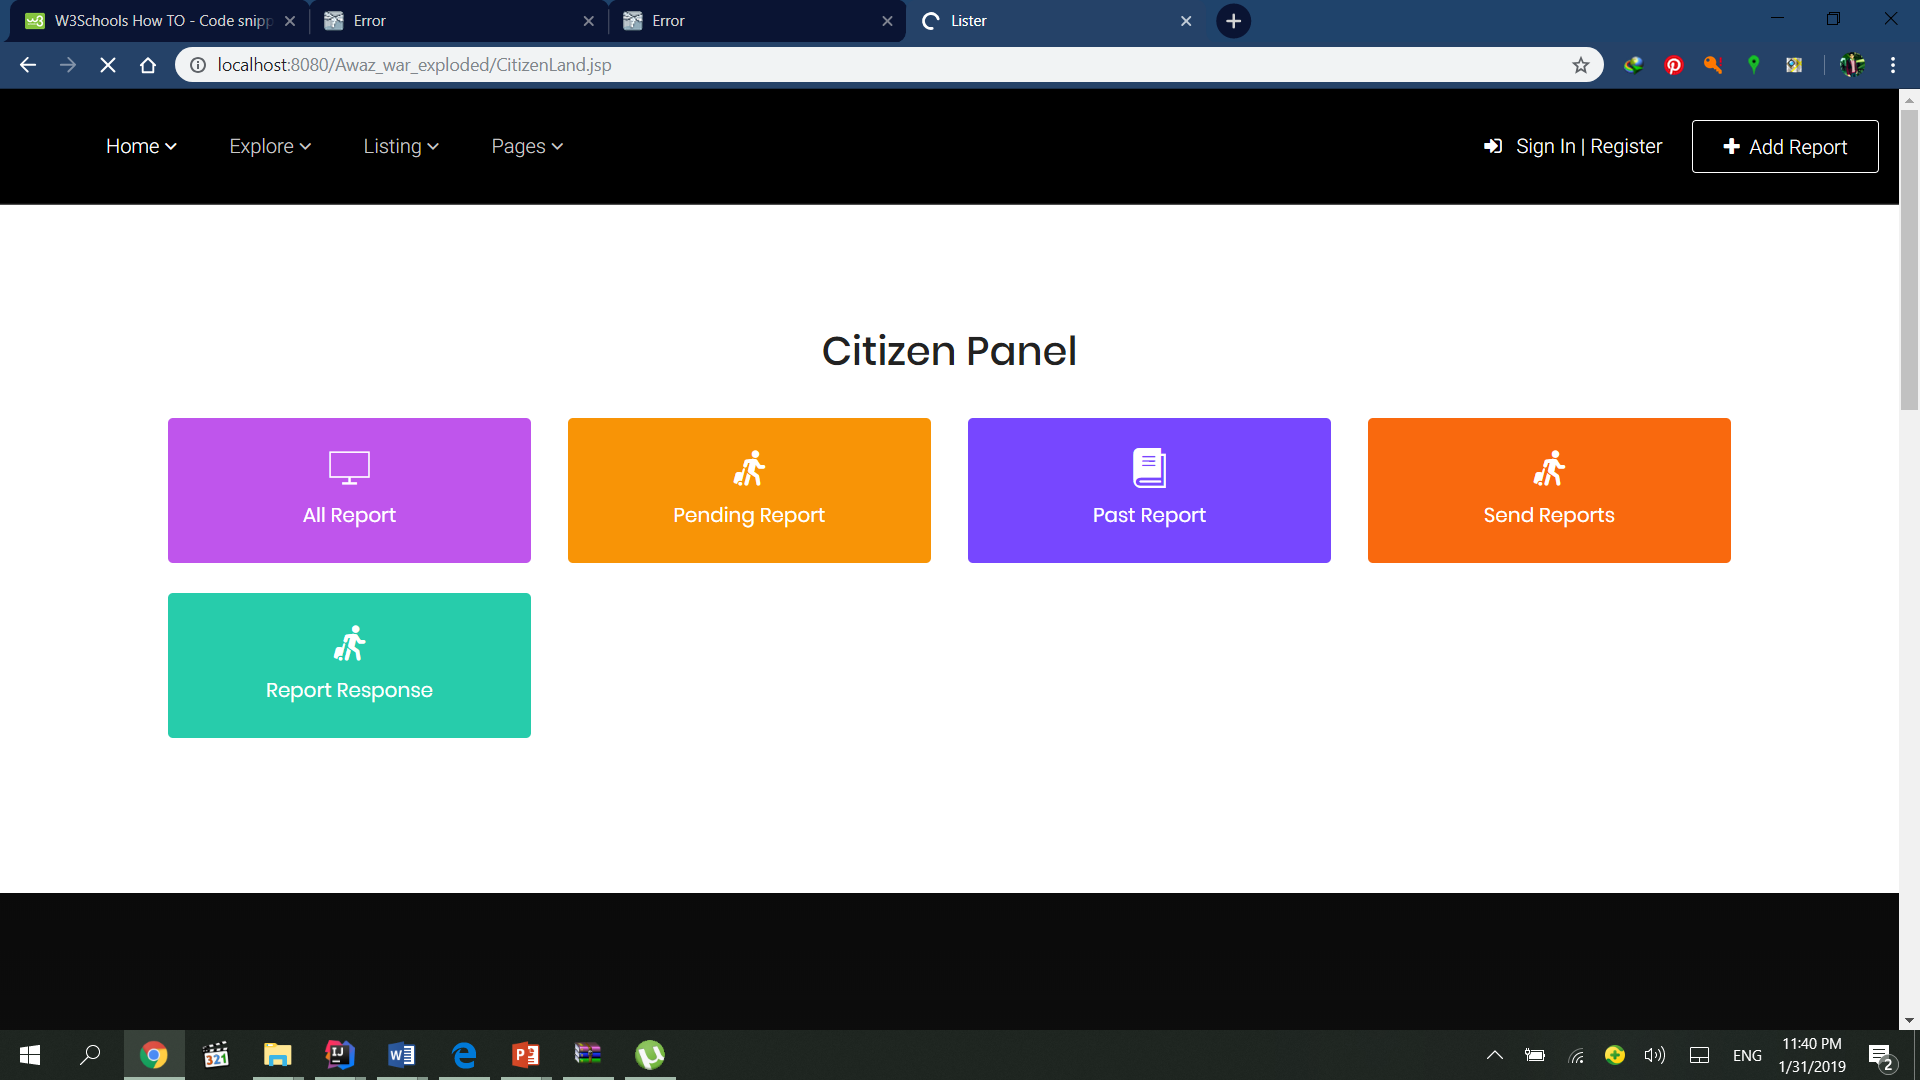 W3Schools How TO - Code snipp
Error
Error
Lister
localhost:8080/Awaz_war_exploded/CitizenLand.jsp
Home
Explore
Listing
Pages
Sign In | Register
Add Report
Citizen Panel
All Report
Pending Report
Past Report
Send Reports
Report Response
ENG
11:40 PM
1/31/2019
2